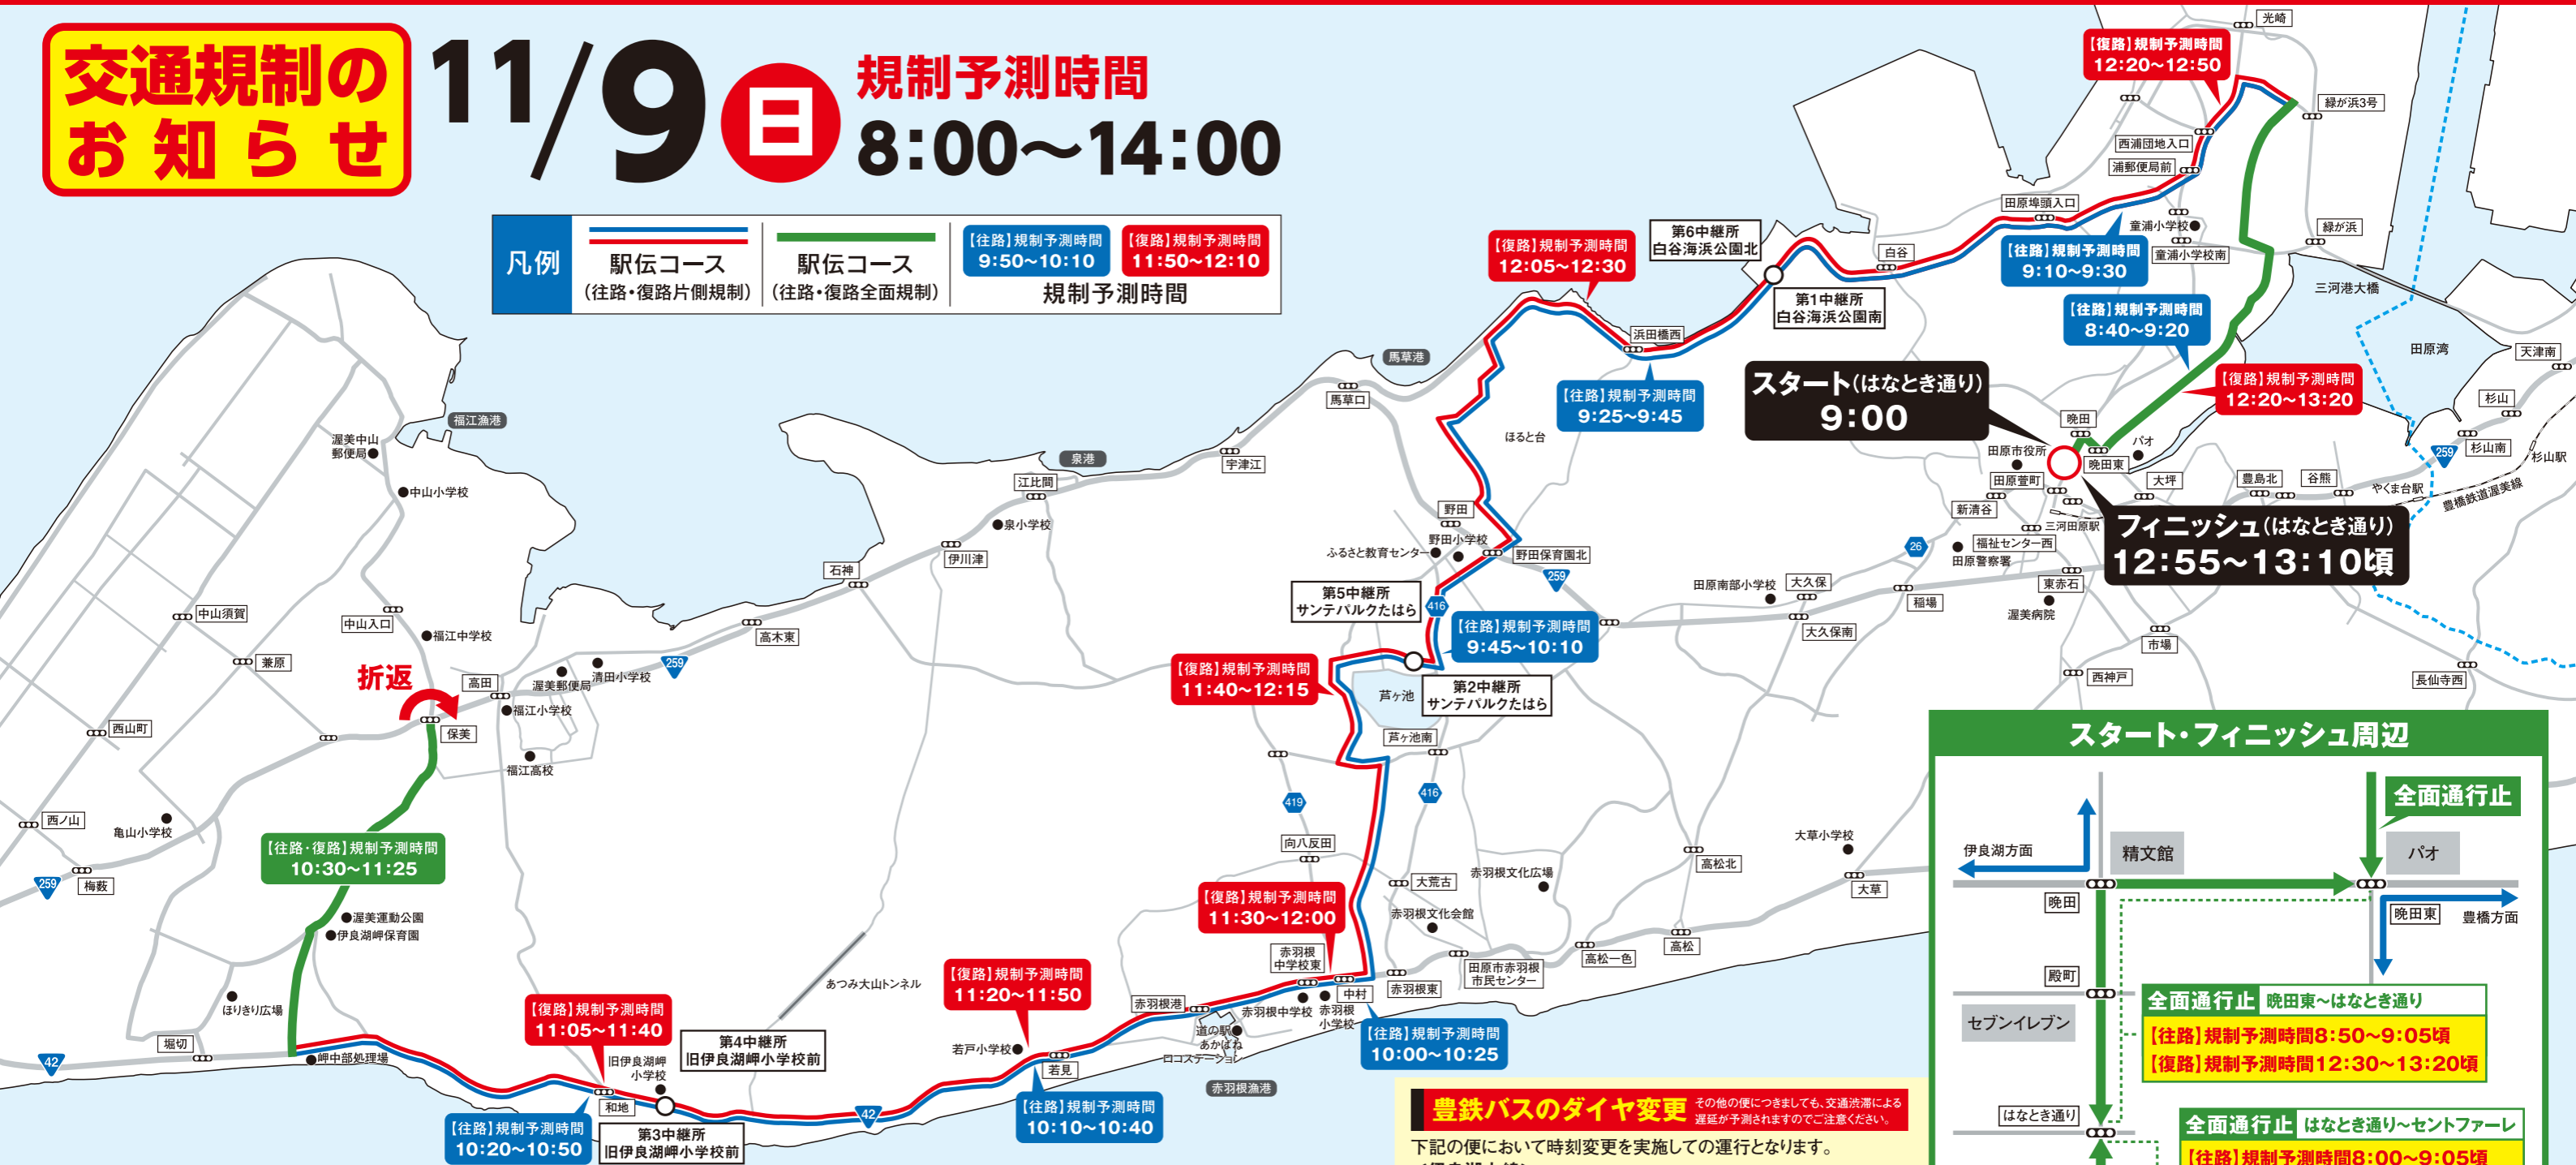 交通規制の
お知らせ
11/9 日
規制予測時間
8:00〜14:00
凡例
駅伝コース
(往路・復路片側規制)
駅伝コース
(往路・復路全面規制)
【往路】規制予測時間
9:50〜10:10
【復路】規制予測時間
11:50〜12:10
規制予測時間
光崎
【復路】規制予測時間
12:20〜12:50
緑が浜3号
西浦団地入口
浦郵便局前
田原埠頭入口
童浦小学校
童浦小学校南
緑が浜
三河港大橋
【往路】規制予測時間
9:10〜9:30
【往路】規制予測時間
8:40〜9:20
第6中継所
白谷海浜公園北
白谷
第1中継所
白谷海浜公園南
【復路】規制予測時間
12:05〜12:30
浜田橋西
【往路】規制予測時間
9:25〜9:45
馬草港
馬草口
ほると台
スタート(はなとき通り)
9:00
【復路】規制予測時間
12:20〜13:20
田原湾
天津南
杉山
杉山南
259
杉山駅
晩田
パオ
晩田東
田原市役所
田原萱町
大坪
豊島北
谷熊
やぐま台駅
豊橋鉄道渥美線
新清谷
三河田原駅
フィニッシュ(はなとき通り)
12:55〜13:10頃
福祉センター西
26
田原警察署
東赤石
渥美病院
稲場
大久保
田原南部小学校
大久保南
市場
西神戸
長仙寺西
福江漁港
渥美中山
郵便局
中山小学校
泉港
宇津江
江比間
泉小学校
伊川津
石神
高木東
野田
野田小学校
ふるさと教育センター
野田保育園北
259
第5中継所
サンテパルクたはら
416
【往路】規制予測時間
9:45〜10:10
第2中継所
サンテパルクたはら
【復路】規制予測時間
11:40〜12:15
芦ヶ池
芦ヶ池南
419
416
中山須賀
中山入口
福江中学校
兼原
折返
高田
渥美郵便局
清田小学校
259
福江小学校
西山町
保美
福江高校
西ノ山
亀山小学校
259
梅薮
【往路・復路】規制予測時間
10:30〜11:25
渥美運動公園
伊良湖岬保育園
ほりきり広場
堀切
42
岬中部処理場
【復路】規制予測時間
11:05〜11:40
旧伊良湖岬
小学校
和地
第4中継所
旧伊良湖岬小学校前
【往路】規制予測時間
10:20〜10:50
第3中継所
旧伊良湖岬小学校前
42
あつみ大山トンネル
【復路】規制予測時間
11:20〜11:50
若戸小学校
若見
【往路】規制予測時間
10:10〜10:40
赤羽根港
道の駅
あかばね
ロコステーション
赤羽根漁港
向八反田
【復路】規制予測時間
11:30〜12:00
赤羽根
中学校東
赤羽根中学校
赤羽根
小学校
中村
【往路】規制予測時間
10:00〜10:25
赤羽根東
大荒古
赤羽根文化広場
赤羽根文化会館
田原市赤羽根
市民センター
高松一色
高松
高松北
大草小学校
大草
豊鉄バスのダイヤ変更
その他の便につきましても、交通渋滞による
遅延が予測されますのでご注意ください。
下記の便において時刻変更を実施しての運行となります。
スタート・フィニッシュ周辺
全面通行止
伊良湖方面
精文館
パオ
晩田
晩田東
豊橋方面
殿町
セブンイレブン
全面通行止 晩田東〜はなとき通り
【往路】規制予測時間8:50〜9:05頃
【復路】規制予測時間12:30〜13:20頃
はなとき通り
全面通行止 はなとき通り〜セントファーレ
【往路】規制予測時間8:00〜9:05頃